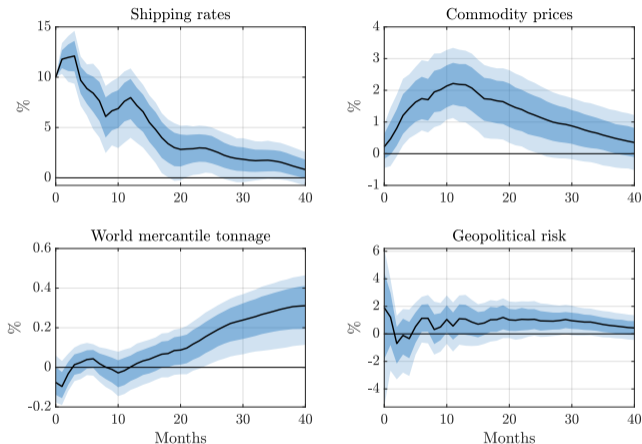 Shipping rates
15
10
5
0
%
0 10 20 30 40
Commodity prices
4
3
2
1
0
-1
%
0 10 20 30 40
World mercantile tonnage
0.6
0.4
0.2
0
-0.2
%
0 10 20 30 40
Months
Geopolitical risk
6
4
2
0
-2
-4
%
0 10 20 30 40
Months